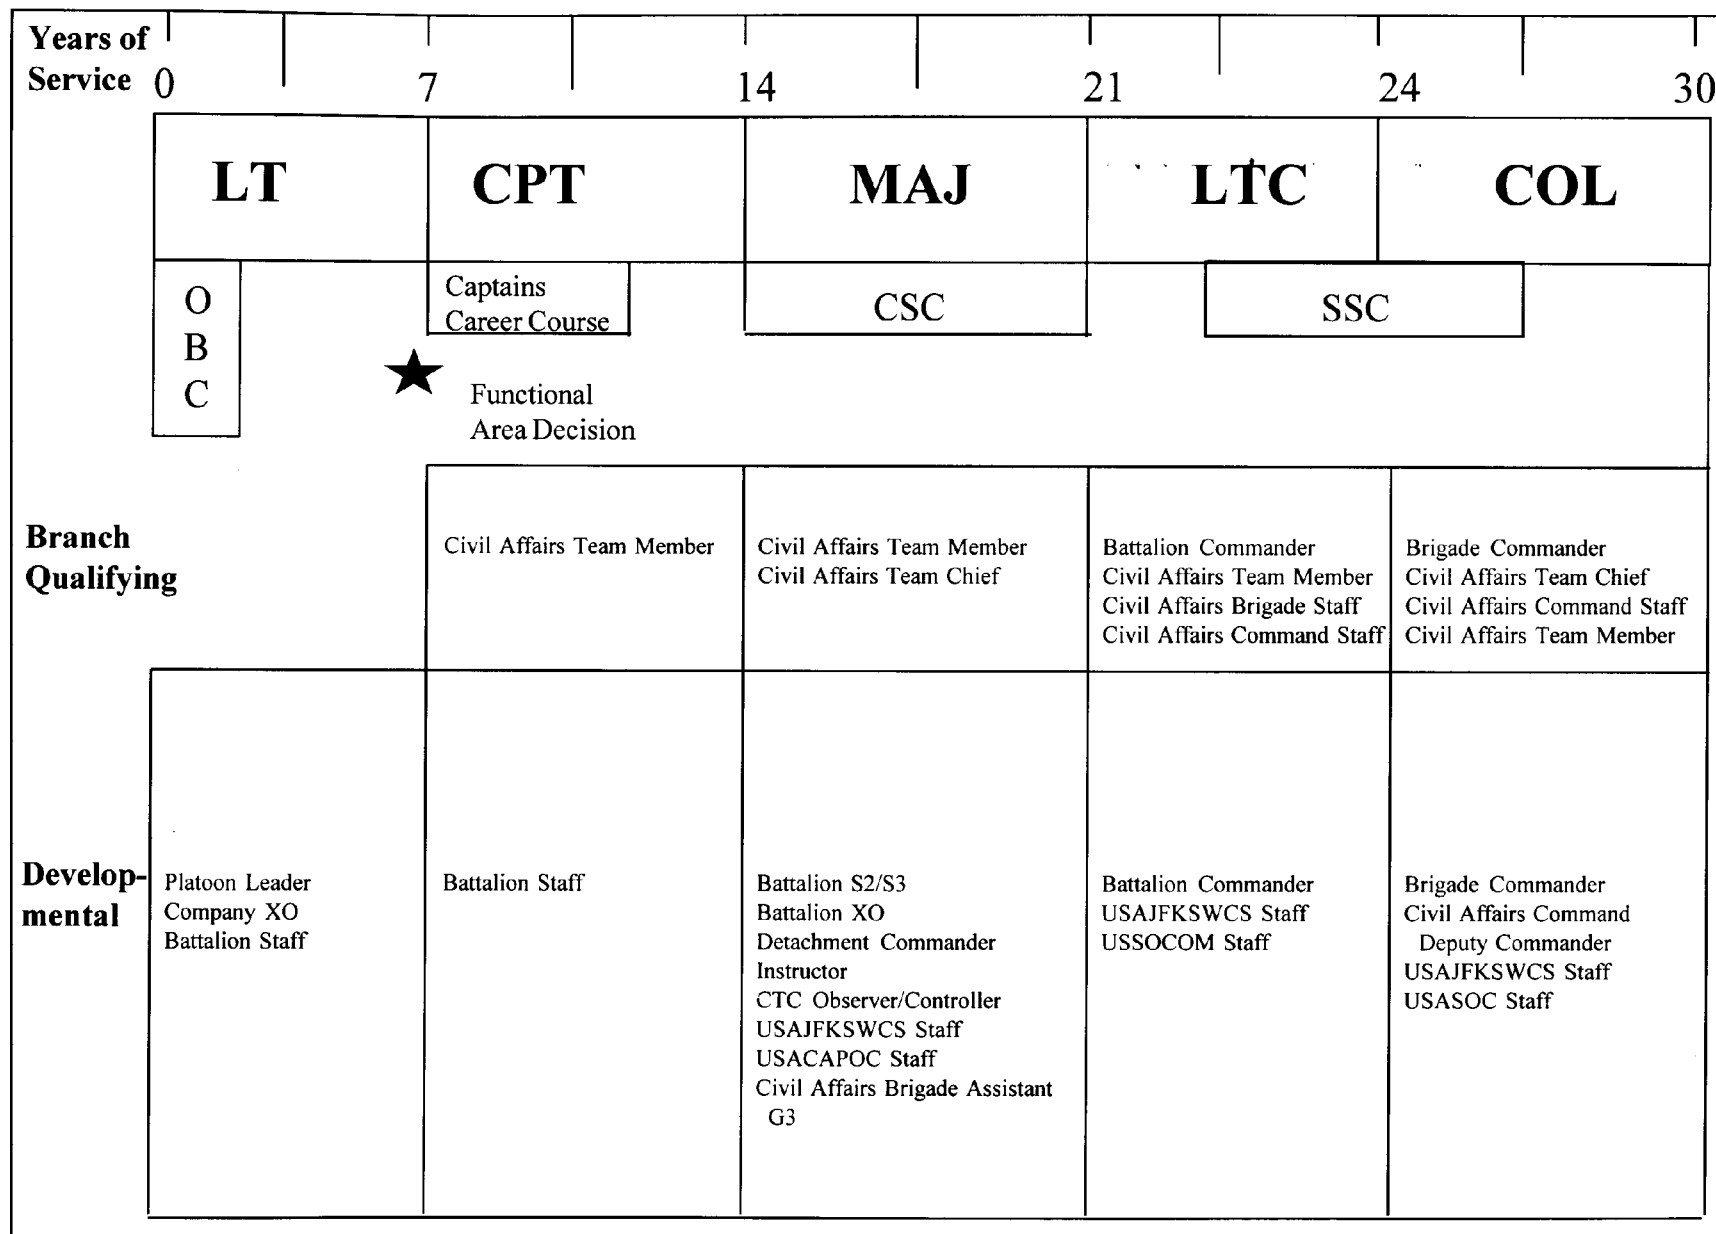 Years of
Service 0 7 14 21 24 30
LT CPT MAJ LTC COL
O
B
C
Captains
Career Course
CSC
SSC
Functional
Area Decision
Branch
Qualifying
Civil Affairs Team Member
Civil Affairs Team Member
Civil Affairs Team Chief
Battalion Commander
Civil Affairs Team Member
Civil Affairs Brigade Staff
Civil Affairs Command Staff
Brigade Commander
Civil Affairs Team Chief
Civil Affairs Command Staff
Civil Affairs Team Member
Develop-
mental
Platoon Leader
Company XO
Battalion Staff
Battalion Staff
Battalion S2/S3
Battalion XO
Detachment Commander
Instructor
CTC Observer/Controller
USAJFKSWCS Staff
USACAPOC Staff
Civil Affairs Brigade Assistant
G3
Battalion Commander
USAJFKSWCS Staff
USSOCOM Staff
Brigade Commander
Civil Affairs Command
Deputy Commander
USAJFKSWCS Staff
USASOC Staff